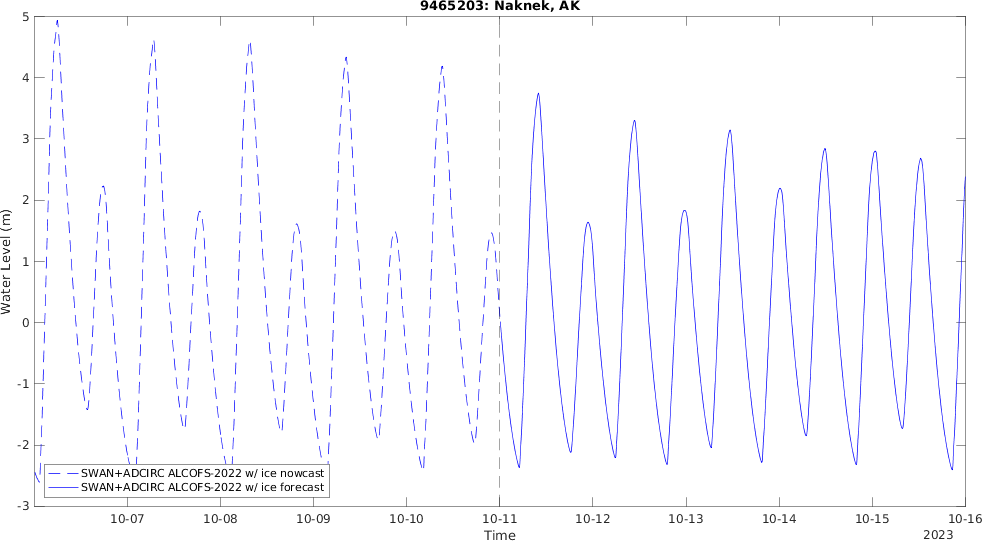 9465203: Naknek, AK
Water Level (m)
5
4
3
2
1
0
-1
-2
-3
SWAN+ADCIRC ALCOFS-2022 w/ ice nowcast
SWAN+ADCIRC ALCOFS-2022 w/ ice forecast
10-07 10-08 10-09 10-10 10-11 10-12 10-13 10-14 10-15 10-16
Time
2023